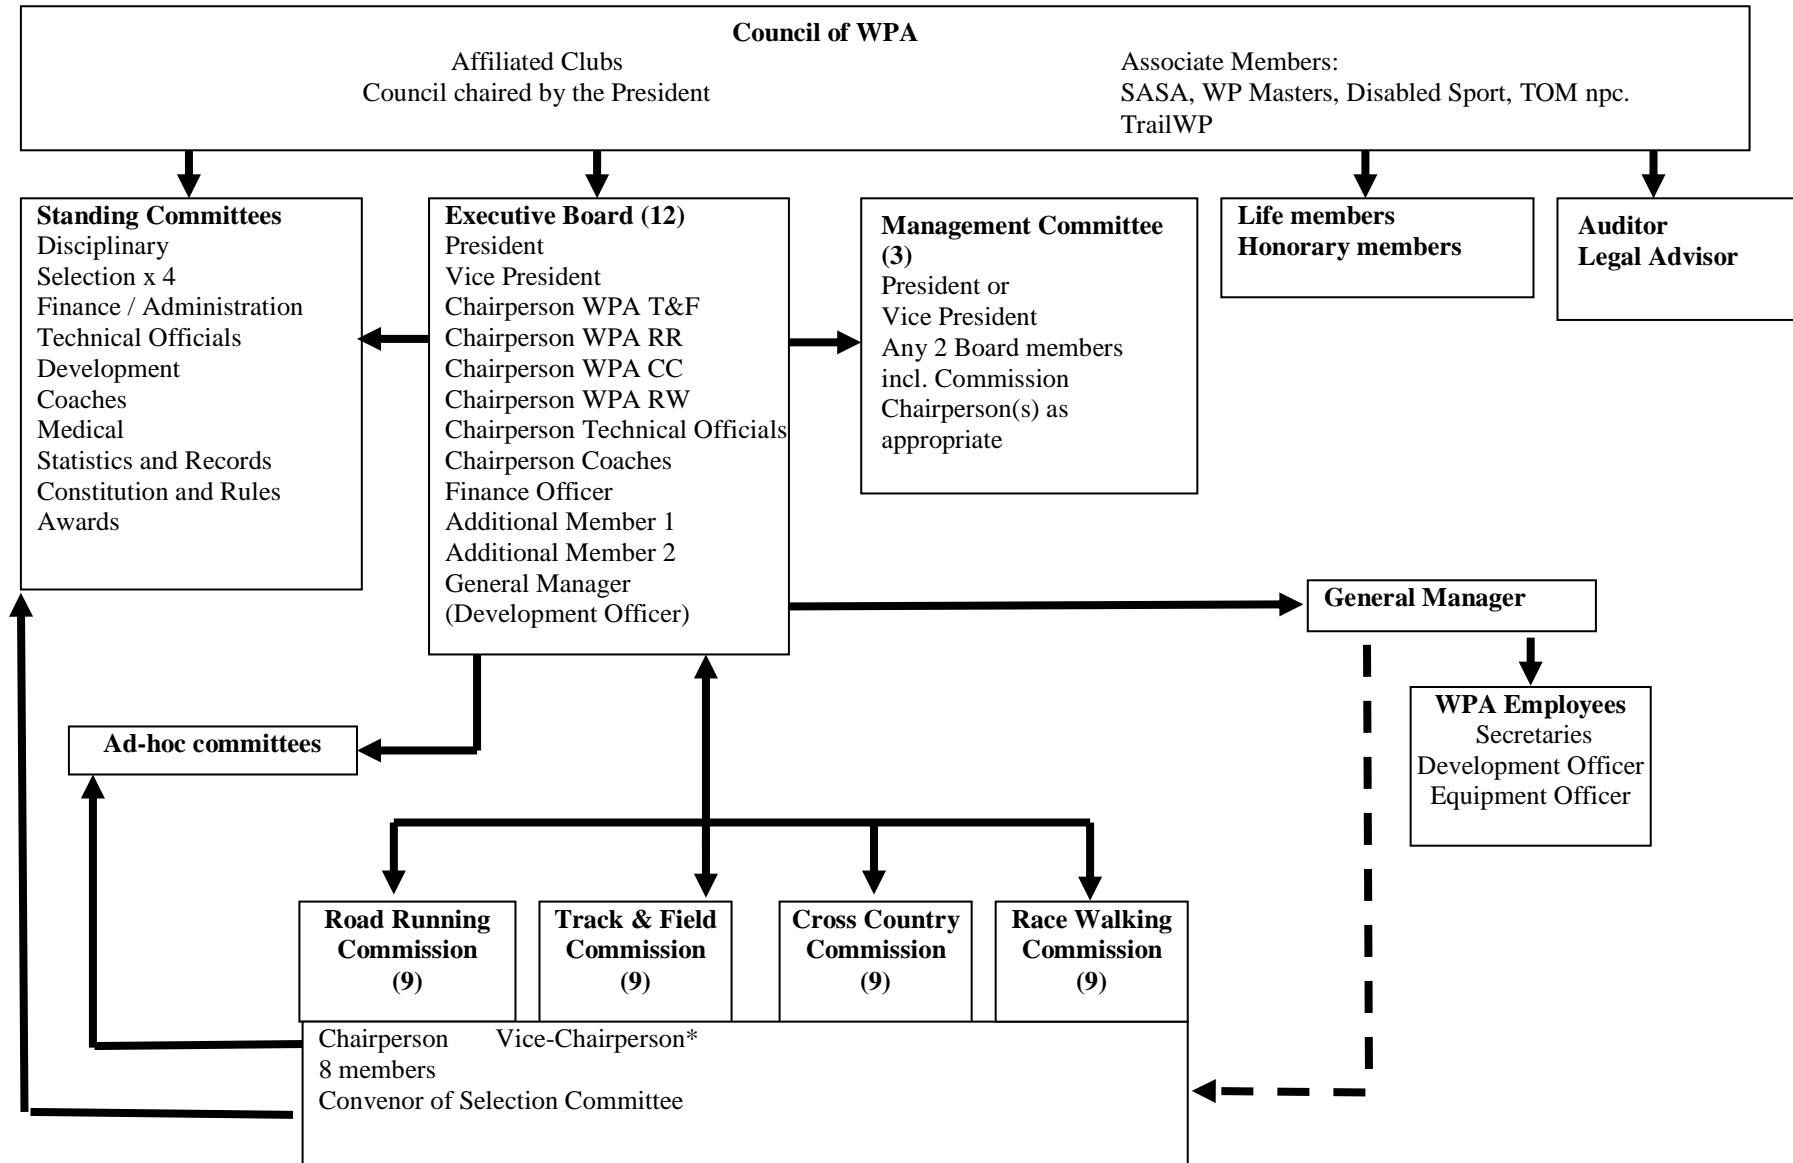 Council of WPA
Affiliated Clubs
Council chaired by the President
Associate Members:
SASA, WP Masters, Disabled Sport, TOM npc.
TrailWP
Standing Committees
Disciplinary
Selection x 4
Finance / Administration
Technical Officials
Development
Coaches
Medical
Statistics and Records
Constitution and Rules
Awards
Executive Board (12)
President
Vice President
Chairperson WPA T&F
Chairperson WPA RR
Chairperson WPA CC
Chairperson WPA RW
Chairperson Technical Officials
Chairperson Coaches
Finance Officer
Additional Member 1
Additional Member 2
General Manager
(Development Officer)
Management Committee
(3)
President or
Vice President
Any 2 Board members
incl. Commission
Chairperson(s) as
appropriate
Life members
Honorary members
Auditor
Legal Advisor
General Manager
WPA Employees
Secretaries
Development Officer
Equipment Officer
Ad-hoc committees
Road Running
Commission
(9)
Track & Field
Commission
(9)
Cross Country
Commission
(9)
Race Walking
Commission
(9)
Chairperson Vice-Chairperson*
8 members
Convenor of Selection Committee